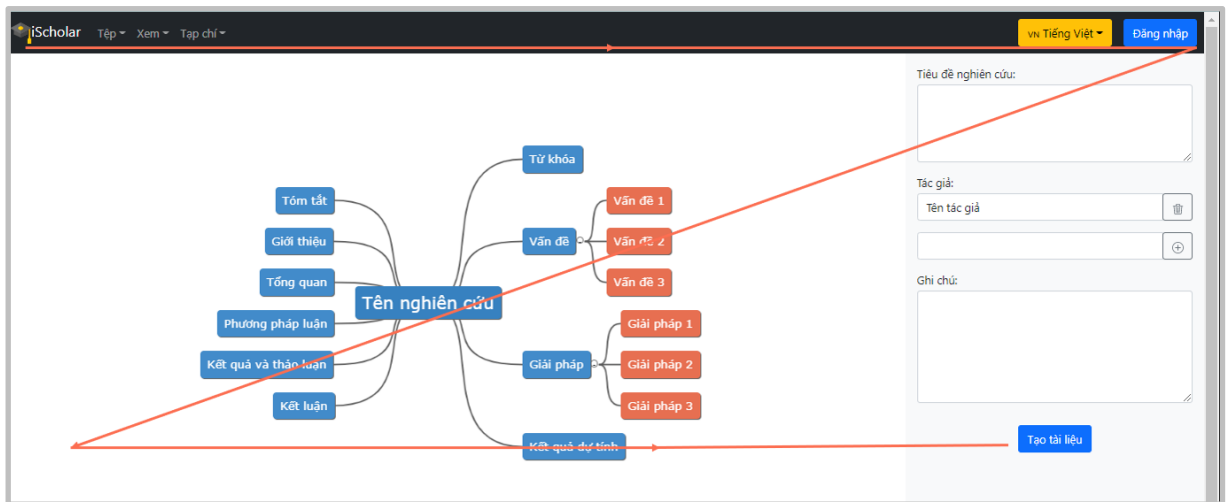 iScholar Tệp Xem Tạp chí VN Tiếng Việt Đăng nhập
Tiêu đề nghiên cứu:
Từ khóa
Tóm tắt
Giới thiệu
Tổng quan
Phương pháp luận
Kết quả và thảo luận
Kết luận
Tên nghiên cứu
Vấn đề
Vấn đề 1
Vấn đề 2
Vấn đề 3
Giải pháp
Giải pháp 1
Giải pháp 2
Giải pháp 3
Kết quả dự tính
Tác giả:
Tên tác giả
Ghi chú:
Tạo tài liệu